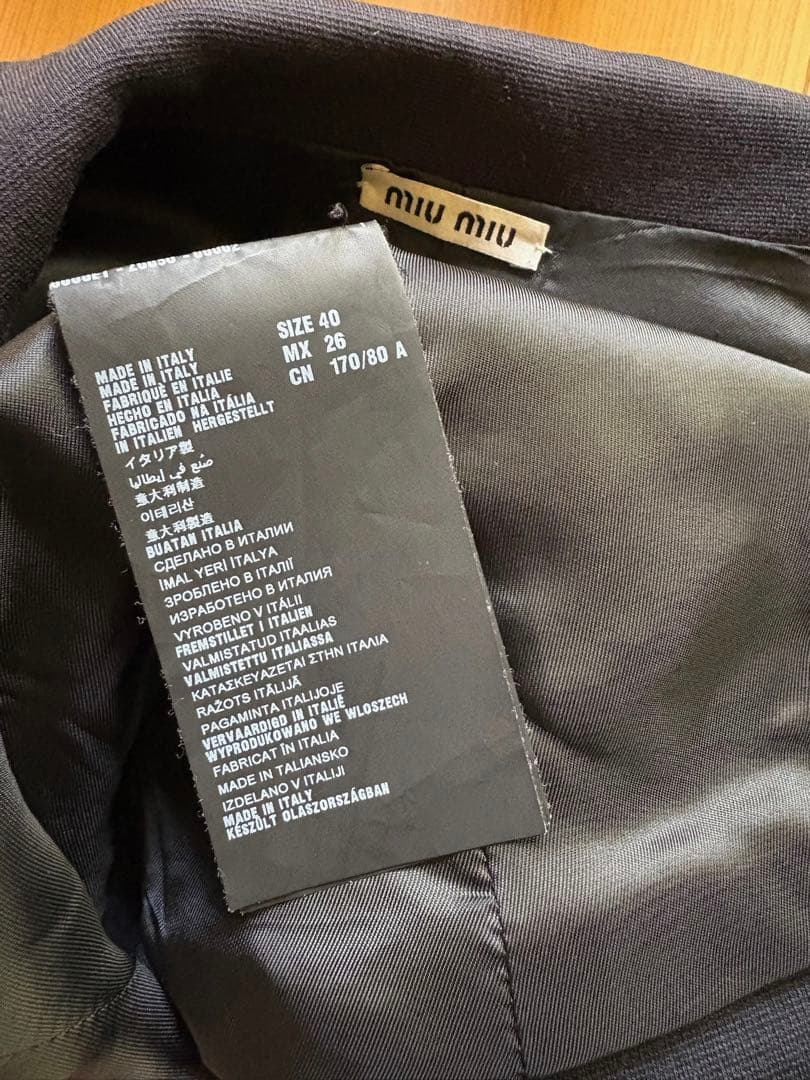 miu miu
SIZE 40
MX 26
CN 170/80 A
MADE IN ITALY
MADE IN ITALY
FABRIQUÉ EN ITALIE
HECHO EN ITALIA
FABRICADO NA ITÁLIA
IN ITALIEN HERGESTELLT
イタリア製
صُنع في إيطاليا
意大利制造
이태리산
意大利製造
BUATAN ITALIA
СДЕЛАНО В ИТАЛИИ
IMAL YERİ ITALYA
ЗРОБЛЕНО В ІТАЛІЇ
ИЗРАБОТЕНО В ИТАЛИЯ
VYROBENO V ITÁLII
FREMSTILLET I ITALIEN
VALMISTATUD ITAALIAS
VALMISTETTU ITALIASSA
ΚΑΤΑΣΚΕΥΑΖΕΤΑΙ ΣΤΗΝ ΙΤΑΛΙΑ
RAŽOTS ITĀLIJĀ
PAGAMINTA ITALIJOJE
VERVAARDIGD IN ITALIË
WYPRODUKOWANO WE WLOSZECH
FABRICAT ÎN ITALIA
MADE IN TALIANSKO
IZDELANO V ITALIJI
MADE IN ITALY
KÉSZÜLT OLASZORSZÁGBAN